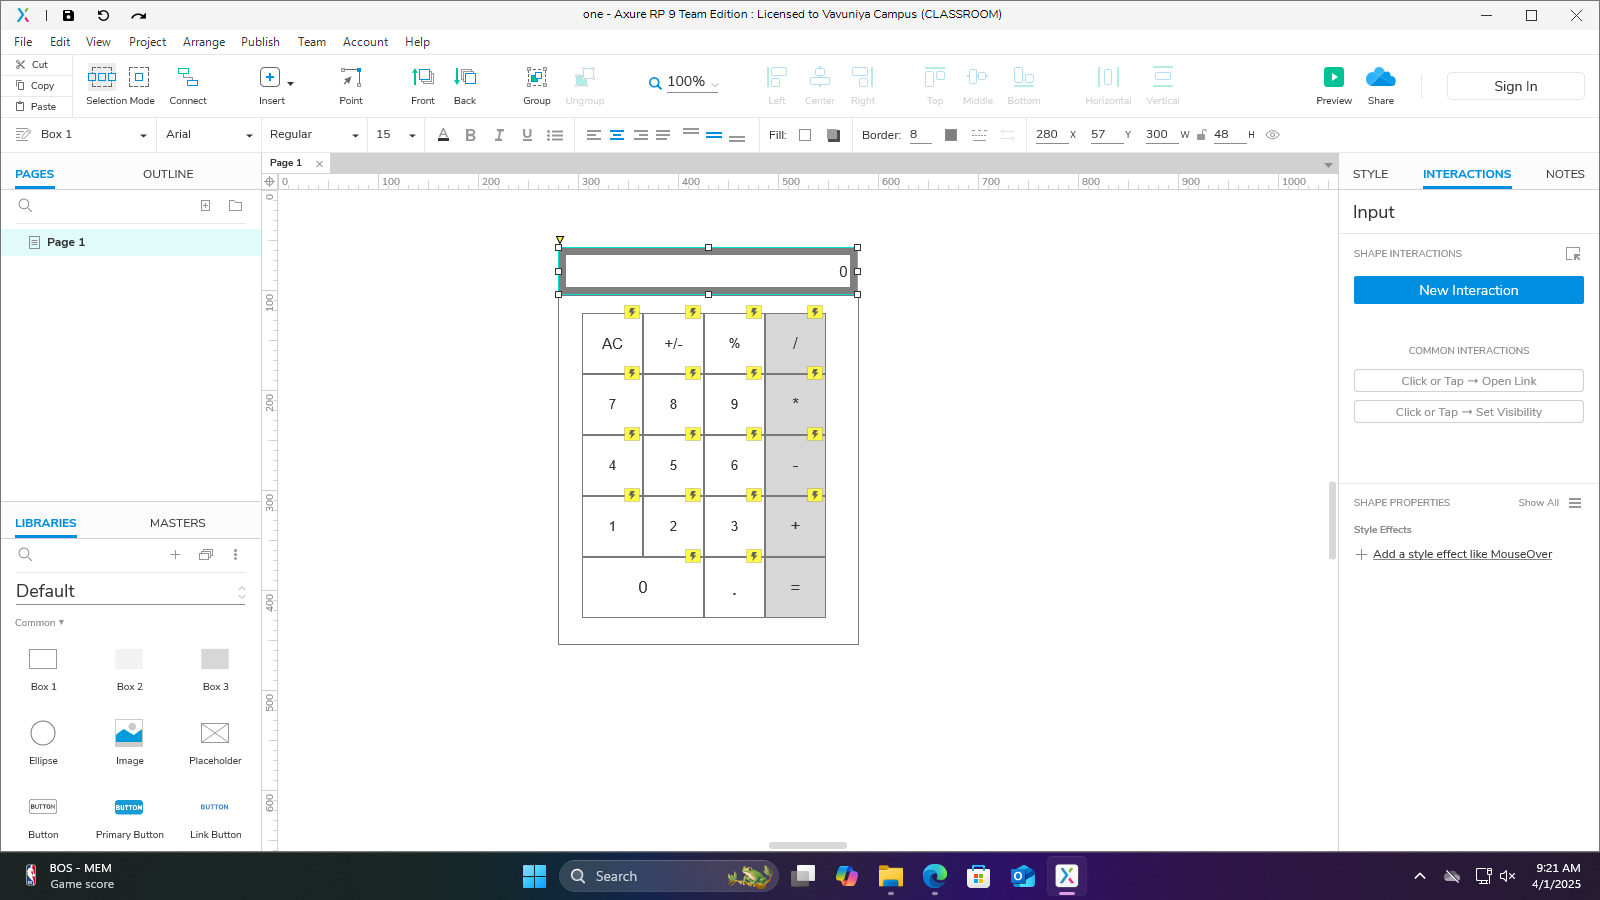 one - Axure RP 9 Team Edition : Licensed to Vavuniya Campus (CLASSROOM)
File Edit View Project Arrange Publish Team Account Help
Cut
Copy
Paste
Selection Mode Connect Insert Point Front Back Group Ungroup 100% Left Center Right Top Middle Bottom Horizontal Vertical Preview Share Sign In
Box 1 Arial Regular 15 A B I U Fill: Border: 8 280 X 57 Y 300 W 48 H
PAGES OUTLINE
Page 1
Page 1
0 100 200 300 400 500 600 700 800 900 1000
0
100
200
300
400
500
600
0
AC +/- % /
7 8 9 *
4 5 6 -
1 2 3 +
0 . =
LIBRARIES MASTERS
Default
Common
Box 1 Box 2 Box 3
Ellipse Image Placeholder
BUTTON BUTTON BUTTON
Button Primary Button Link Button
STYLE INTERACTIONS NOTES
Input
SHAPE INTERACTIONS
New Interaction
COMMON INTERACTIONS
Click or Tap → Open Link
Click or Tap → Set Visibility
SHAPE PROPERTIES Show All
Style Effects
Add a style effect like MouseOver
BOS - MEM
Game score
Search
9:21 AM
4/1/2025